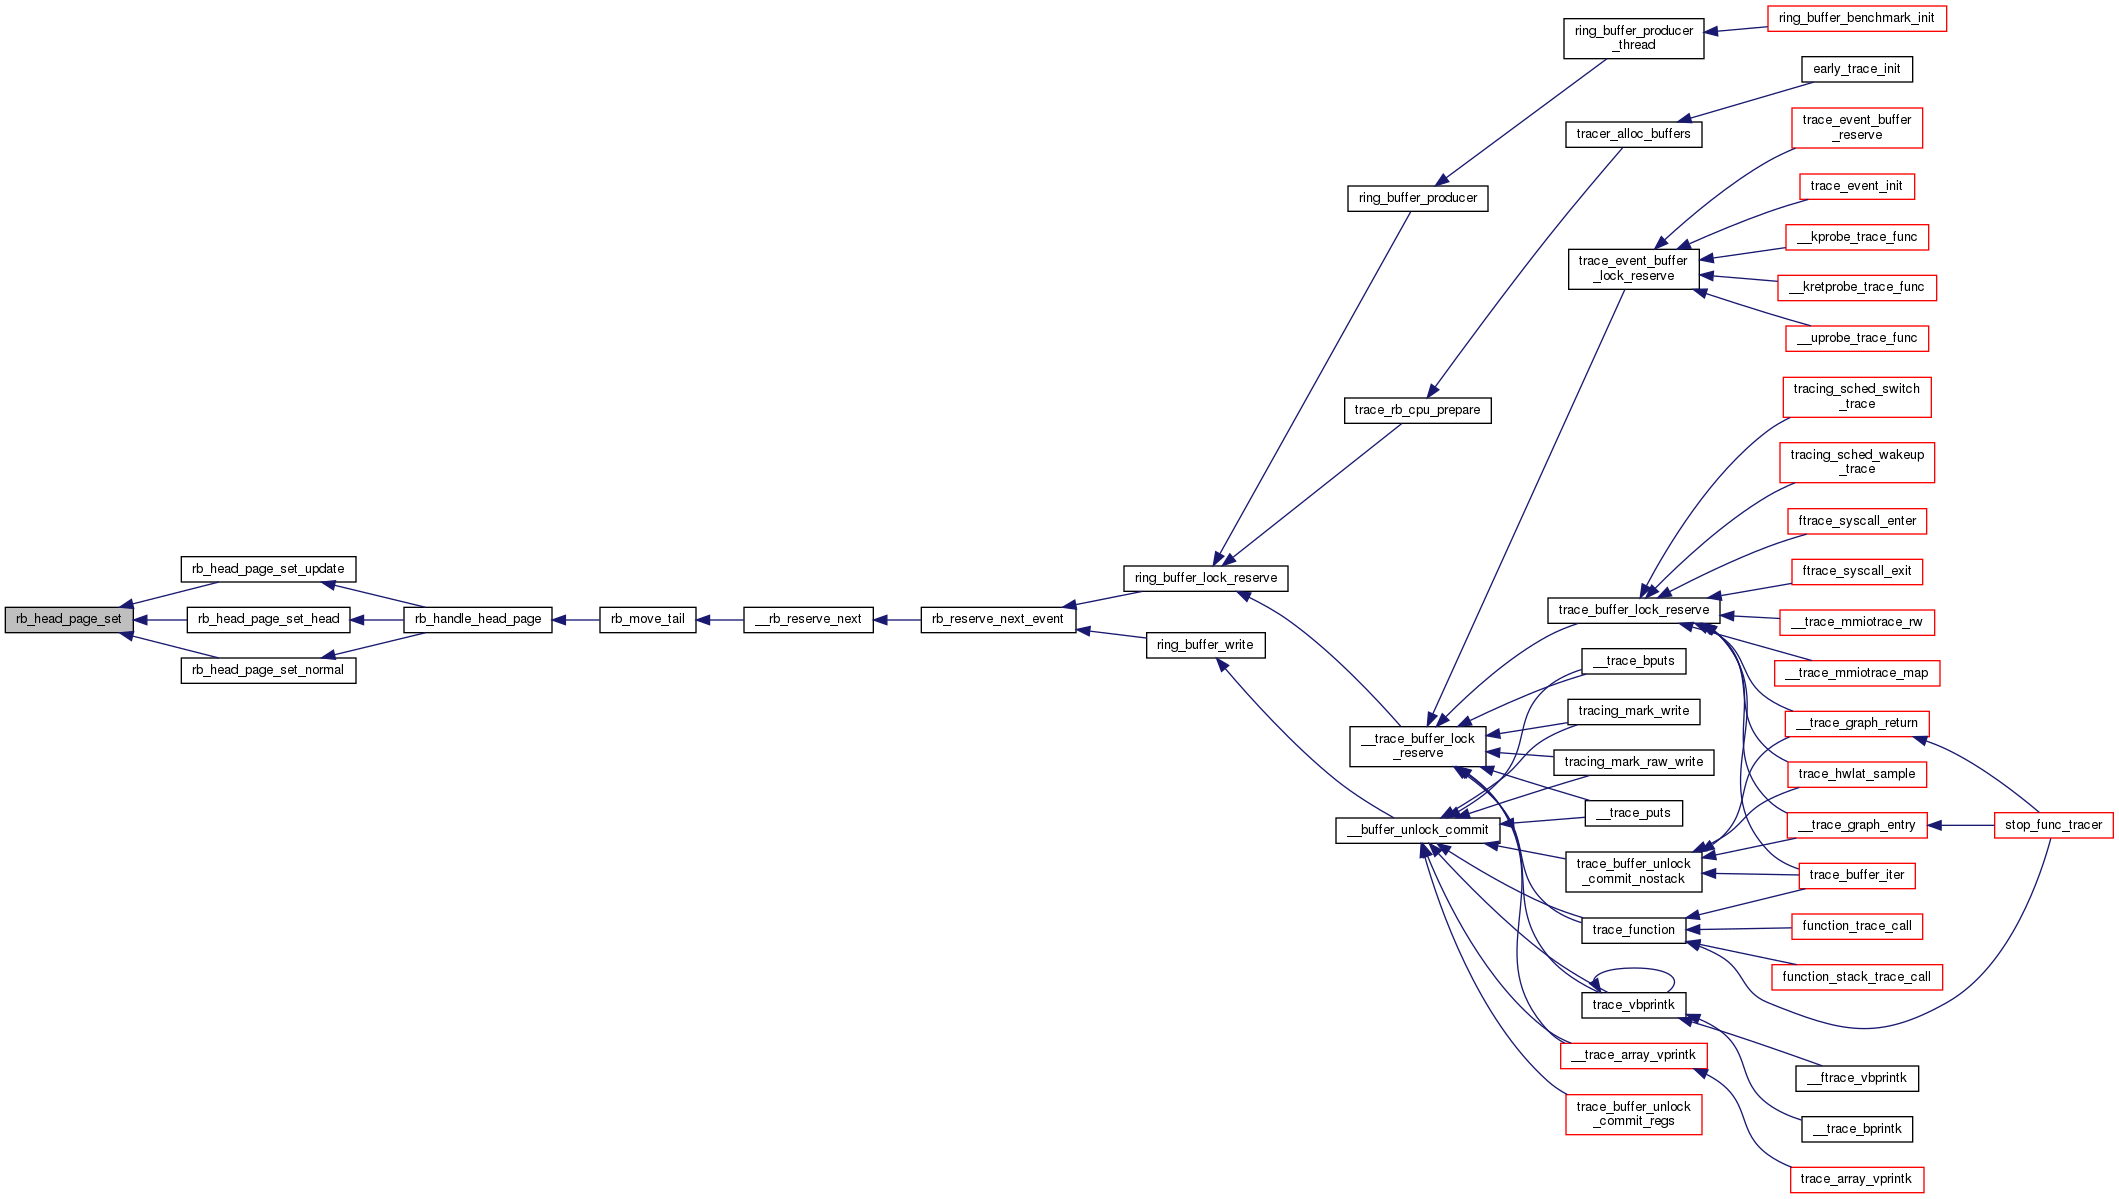 rb_head_page_set
rb_head_page_set_update
rb_head_page_set_head
rb_head_page_set_normal
rb_handle_head_page
rb_move_tail
__rb_reserve_next
rb_reserve_next_event
ring_buffer_lock_reserve
ring_buffer_write
ring_buffer_producer
trace_rb_cpu_prepare
__trace_buffer_lock
_reserve
__buffer_unlock_commit
ring_buffer_producer
_thread
tracer_alloc_buffers
trace_event_buffer
_lock_reserve
trace_buffer_lock_reserve
__trace_bputs
tracing_mark_write
tracing_mark_raw_write
__trace_puts
trace_buffer_unlock
_commit_nostack
trace_function
trace_vbprintk
__trace_array_vprintk
trace_buffer_unlock
_commit_regs
ring_buffer_benchmark_init
early_trace_init
trace_event_buffer
_reserve
trace_event_init
__kprobe_trace_func
__kretprobe_trace_func
__uprobe_trace_func
tracing_sched_switch
_trace
tracing_sched_wakeup
_trace
ftrace_syscall_enter
ftrace_syscall_exit
__trace_mmiotrace_rw
__trace_mmiotrace_map
__trace_graph_return
trace_hwlat_sample
__trace_graph_entry
trace_buffer_iter
function_trace_call
function_stack_trace_call
__ftrace_vbprintk
__trace_bprintk
trace_array_vprintk
stop_func_tracer